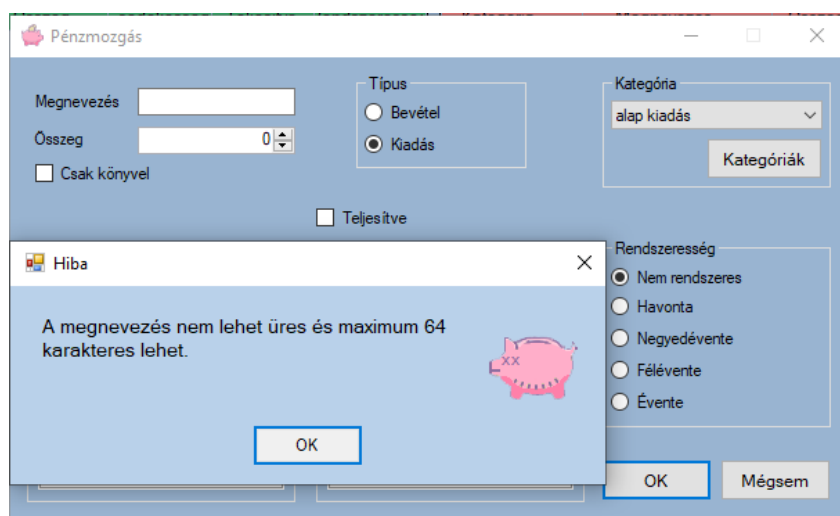 Pénzmozgás
Megnevezés
Összeg
0
Csak könyvel
Típus
Bevétel
Kiadás
Kategória
alap kiadás
Kategóriák
Teljesítve
Hiba
A megnevezés nem lehet üres és maximum 64
karakteres lehet.
OK
Rendszeresség
Nem rendszeres
Havonta
Negyedévente
Félévente
Évente
OK
Mégsem